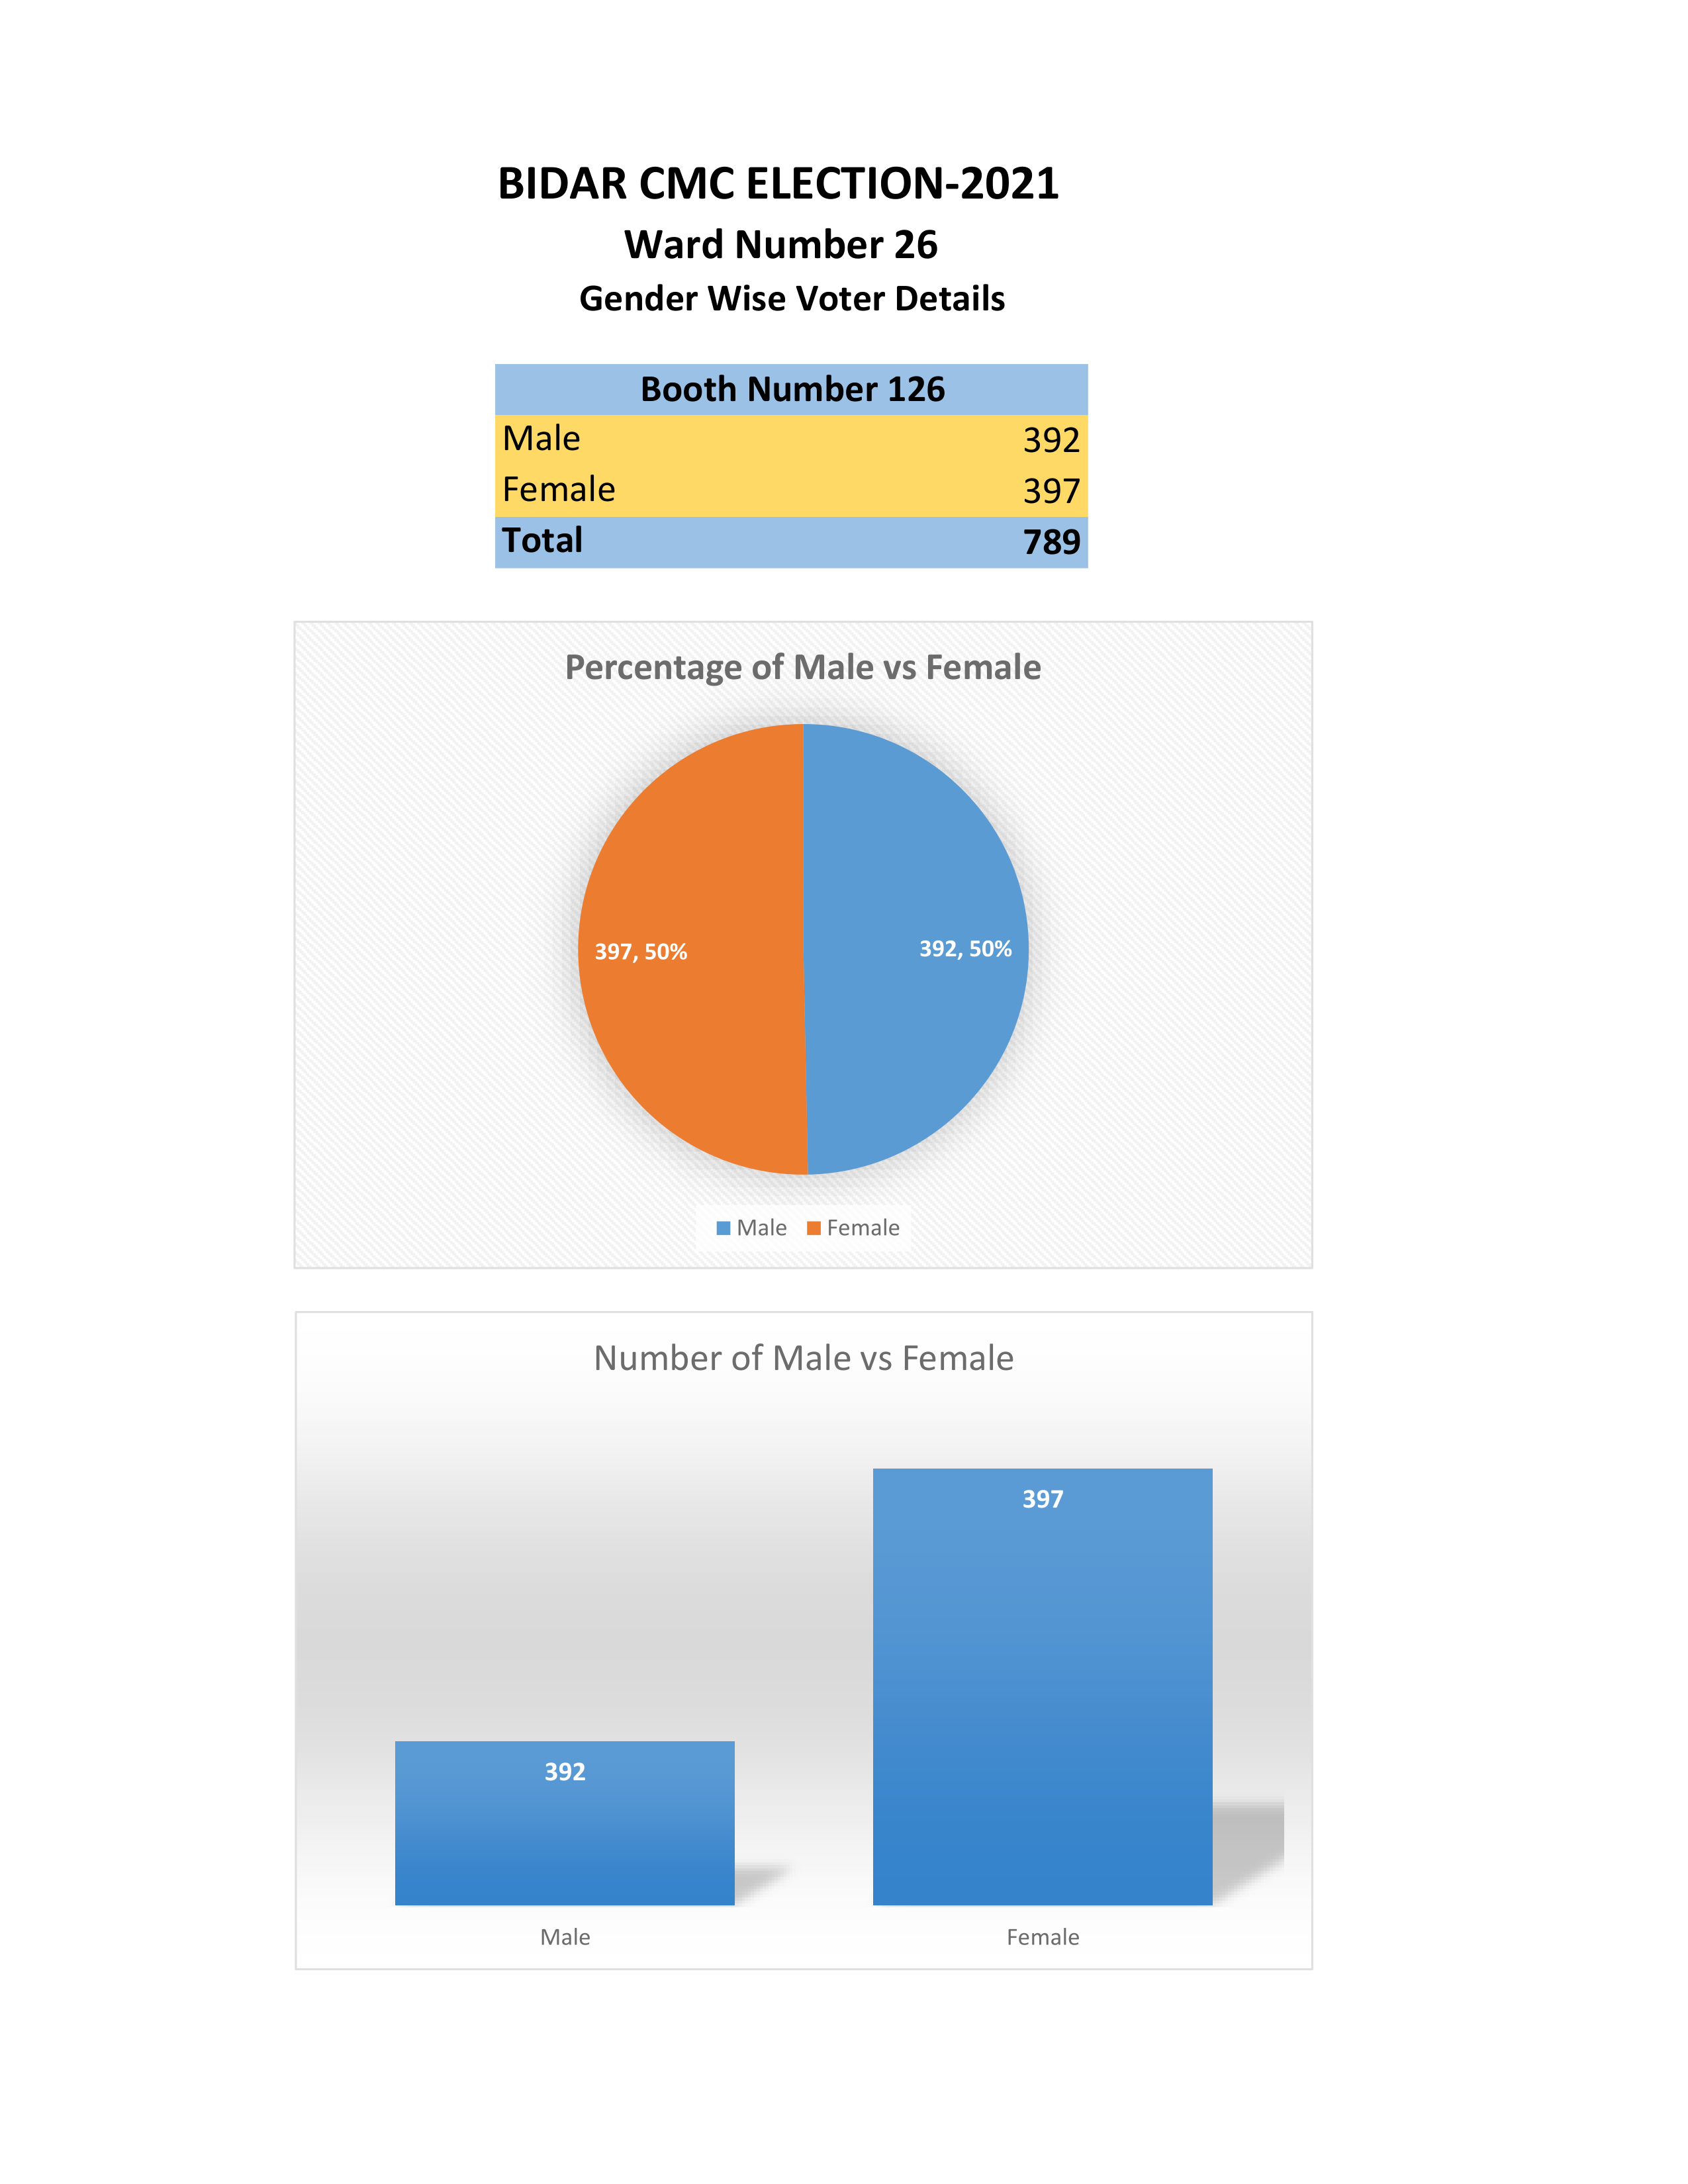 BIDAR CMC ELECTION-2021
Ward Number 26
Gender Wise Voter Details
Booth Number 126
Male 392
Female 397
Total 789
Percentage of Male vs Female
397, 50% 392, 50%
Male Female
Number of Male vs Female
397
392
Male Female